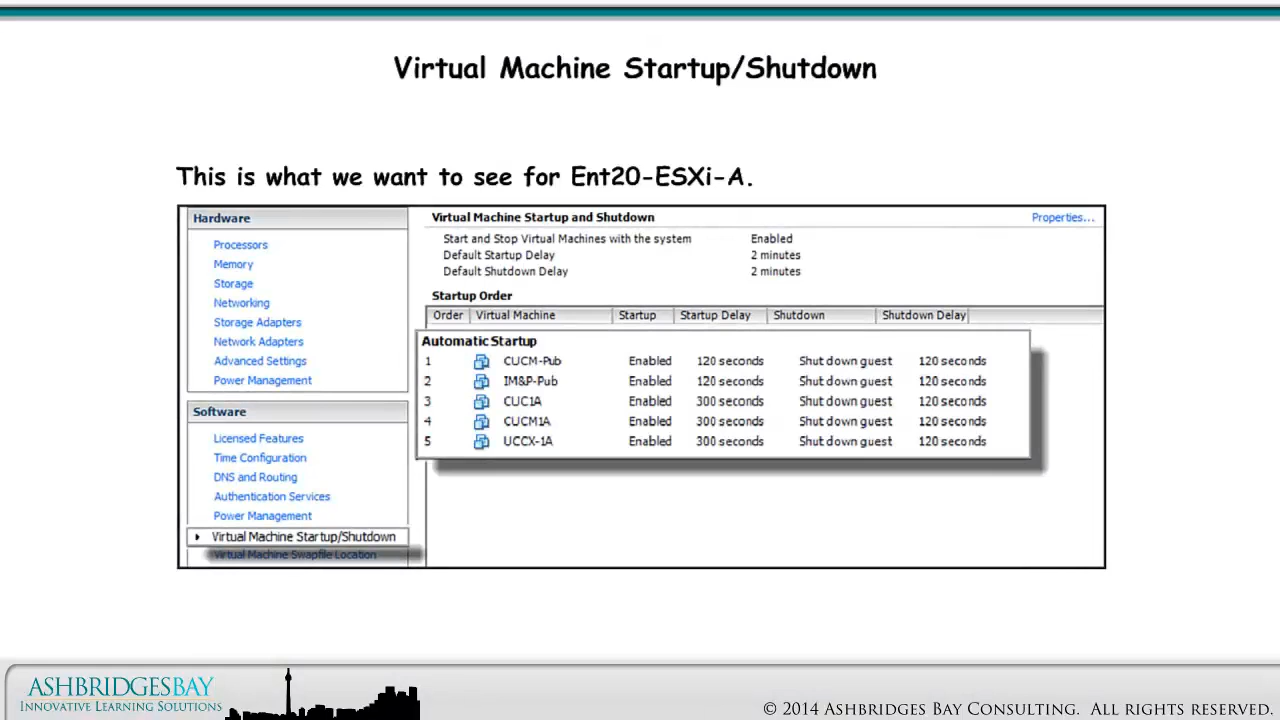 Virtual Machine Startup/Shutdown
This is what we want to see for Ent20-ESXi-A.
Hardware
Processors
Memory
Storage
Networking
Storage Adapters
Network Adapters
Advanced Settings
Power Management
Software
Licensed Features
Time Configuration
DNS and Routing
Authentication Services
Power Management
Virtual Machine Startup/Shutdown
Virtual Machine Swapfile Location
Virtual Machine Startup and Shutdown Properties...
Start and Stop Virtual Machines with the system Enabled
Default Startup Delay 2 minutes
Default Shutdown Delay 2 minutes
Startup Order
Order Virtual Machine Startup Startup Delay Shutdown Shutdown Delay
Automatic Startup
1 CUCM-Pub Enabled 120 seconds Shut down guest 120 seconds
2 IM&P-Pub Enabled 120 seconds Shut down guest 120 seconds
3 CUC1A Enabled 300 seconds Shut down guest 120 seconds
4 CUCM1A Enabled 300 seconds Shut down guest 120 seconds
5 UCCX-1A Enabled 300 seconds Shut down guest 120 seconds
ASHBRIDGESBAY
INNOVATIVE LEARNING SOLUTIONS
© 2014 ASHBRIDGES BAY CONSULTING. ALL RIGHTS RESERVED.